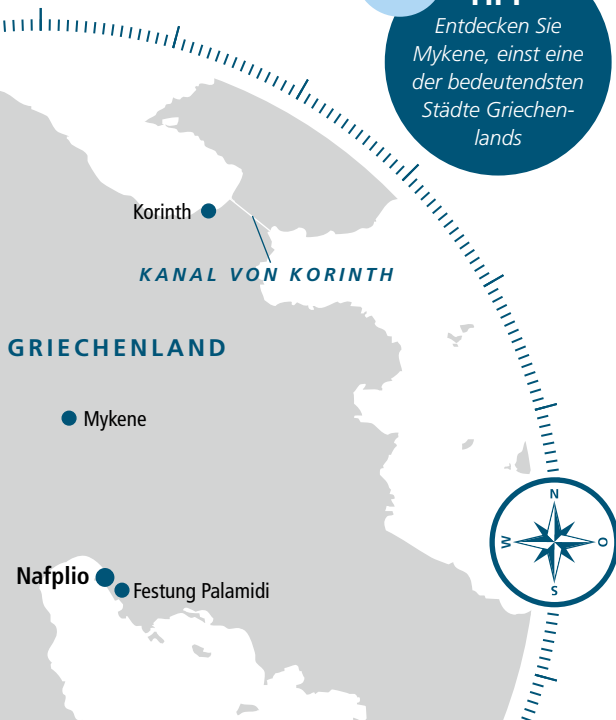 Entdecken Sie
Mykene, einst eine
der bedeutendsten
Städte Griechen-
lands
Korinth
KANAL VON KORINTH
GRIECHENLAND
Mykene
N
W
O
S
Nafplio
Festung Palamidi